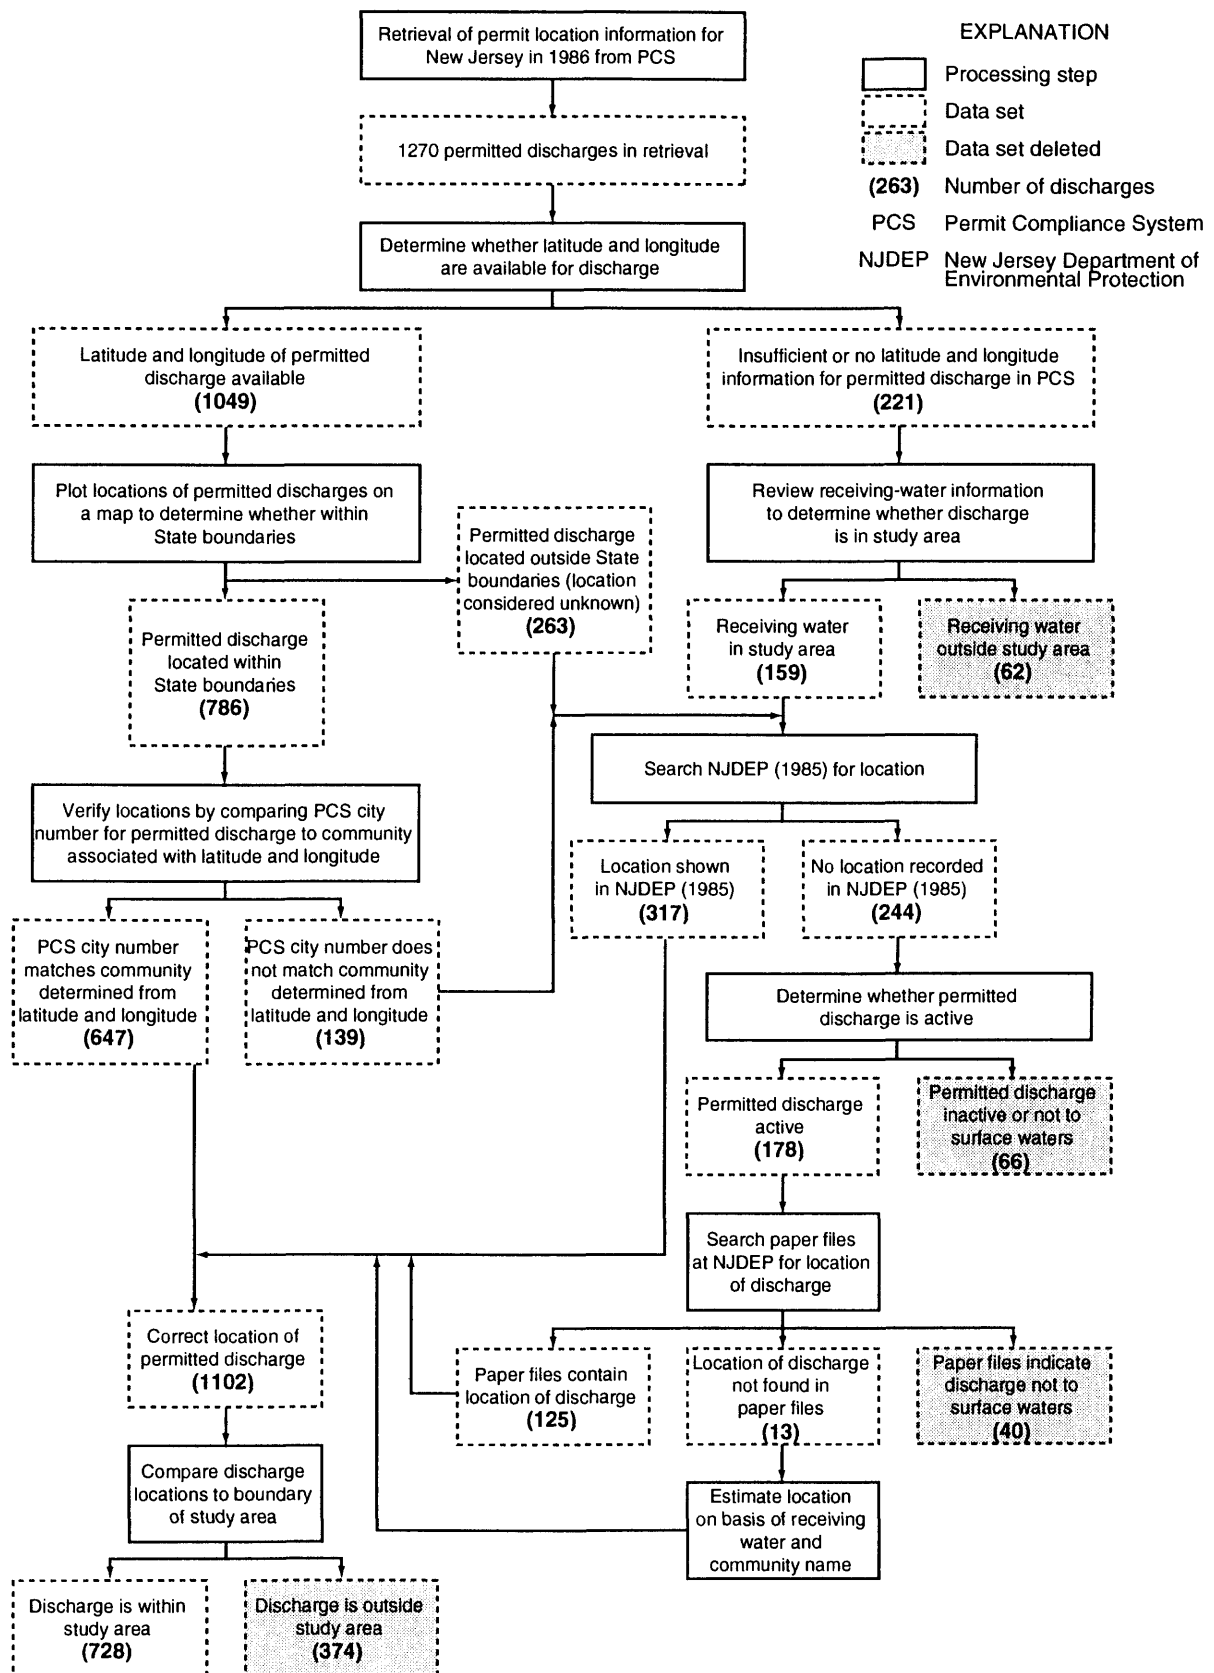 Retrieval of permit location information for
New Jersey in 1986 from PCS
1270 permitted discharges in retrieval
Determine whether latitude and longitude
are available for discharge
EXPLANATION
Processing step
Data set
Data set deleted
(263) Number of discharges
PCS Permit Compliance System
NJDEP New Jersey Department of
Environmental Protection
Latitude and longitude of permitted
discharge available
(1049)
Insufficient or no latitude and longitude
information for permitted discharge in PCS
(221)
Plot locations of permitted discharges on
a map to determine whether within
State boundaries
Permitted discharge
located outside State
boundaries (location
considered unknown)
(263)
Review receiving-water information
to determine whether discharge
is in study area
Permitted discharge
located within
State boundaries
(786)
Receiving water
in study area
(159)
Receiving water
outside study area
(62)
Search NJDEP (1985) for location
Verify locations by comparing PCS city
number for permitted discharge to community
associated with latitude and longitude
Location shown
in NJDEP (1985)
(317)
No location recorded
in NJDEP (1985)
(244)
PCS city number
matches community
determined from
latitude and longitude
(647)
PCS city number does
not match community
determined from
latitude and longitude
(139)
Determine whether permitted
discharge is active
Permitted discharge
active
(178)
Permitted discharge
inactive or not to
surface waters
(66)
Search paper files
at NJDEP for location
of discharge
Correct location of
permitted discharge
(1102)
Paper files contain
location of discharge
(125)
Location of discharge
not found in
paper files
(13)
Paper files indicate
discharge not to
surface waters
(40)
Compare discharge
locations to boundary
of study area
Estimate location
on basis of receiving
water and
community name
Discharge is within
study area
(728)
Discharge is outside
study area
(374)